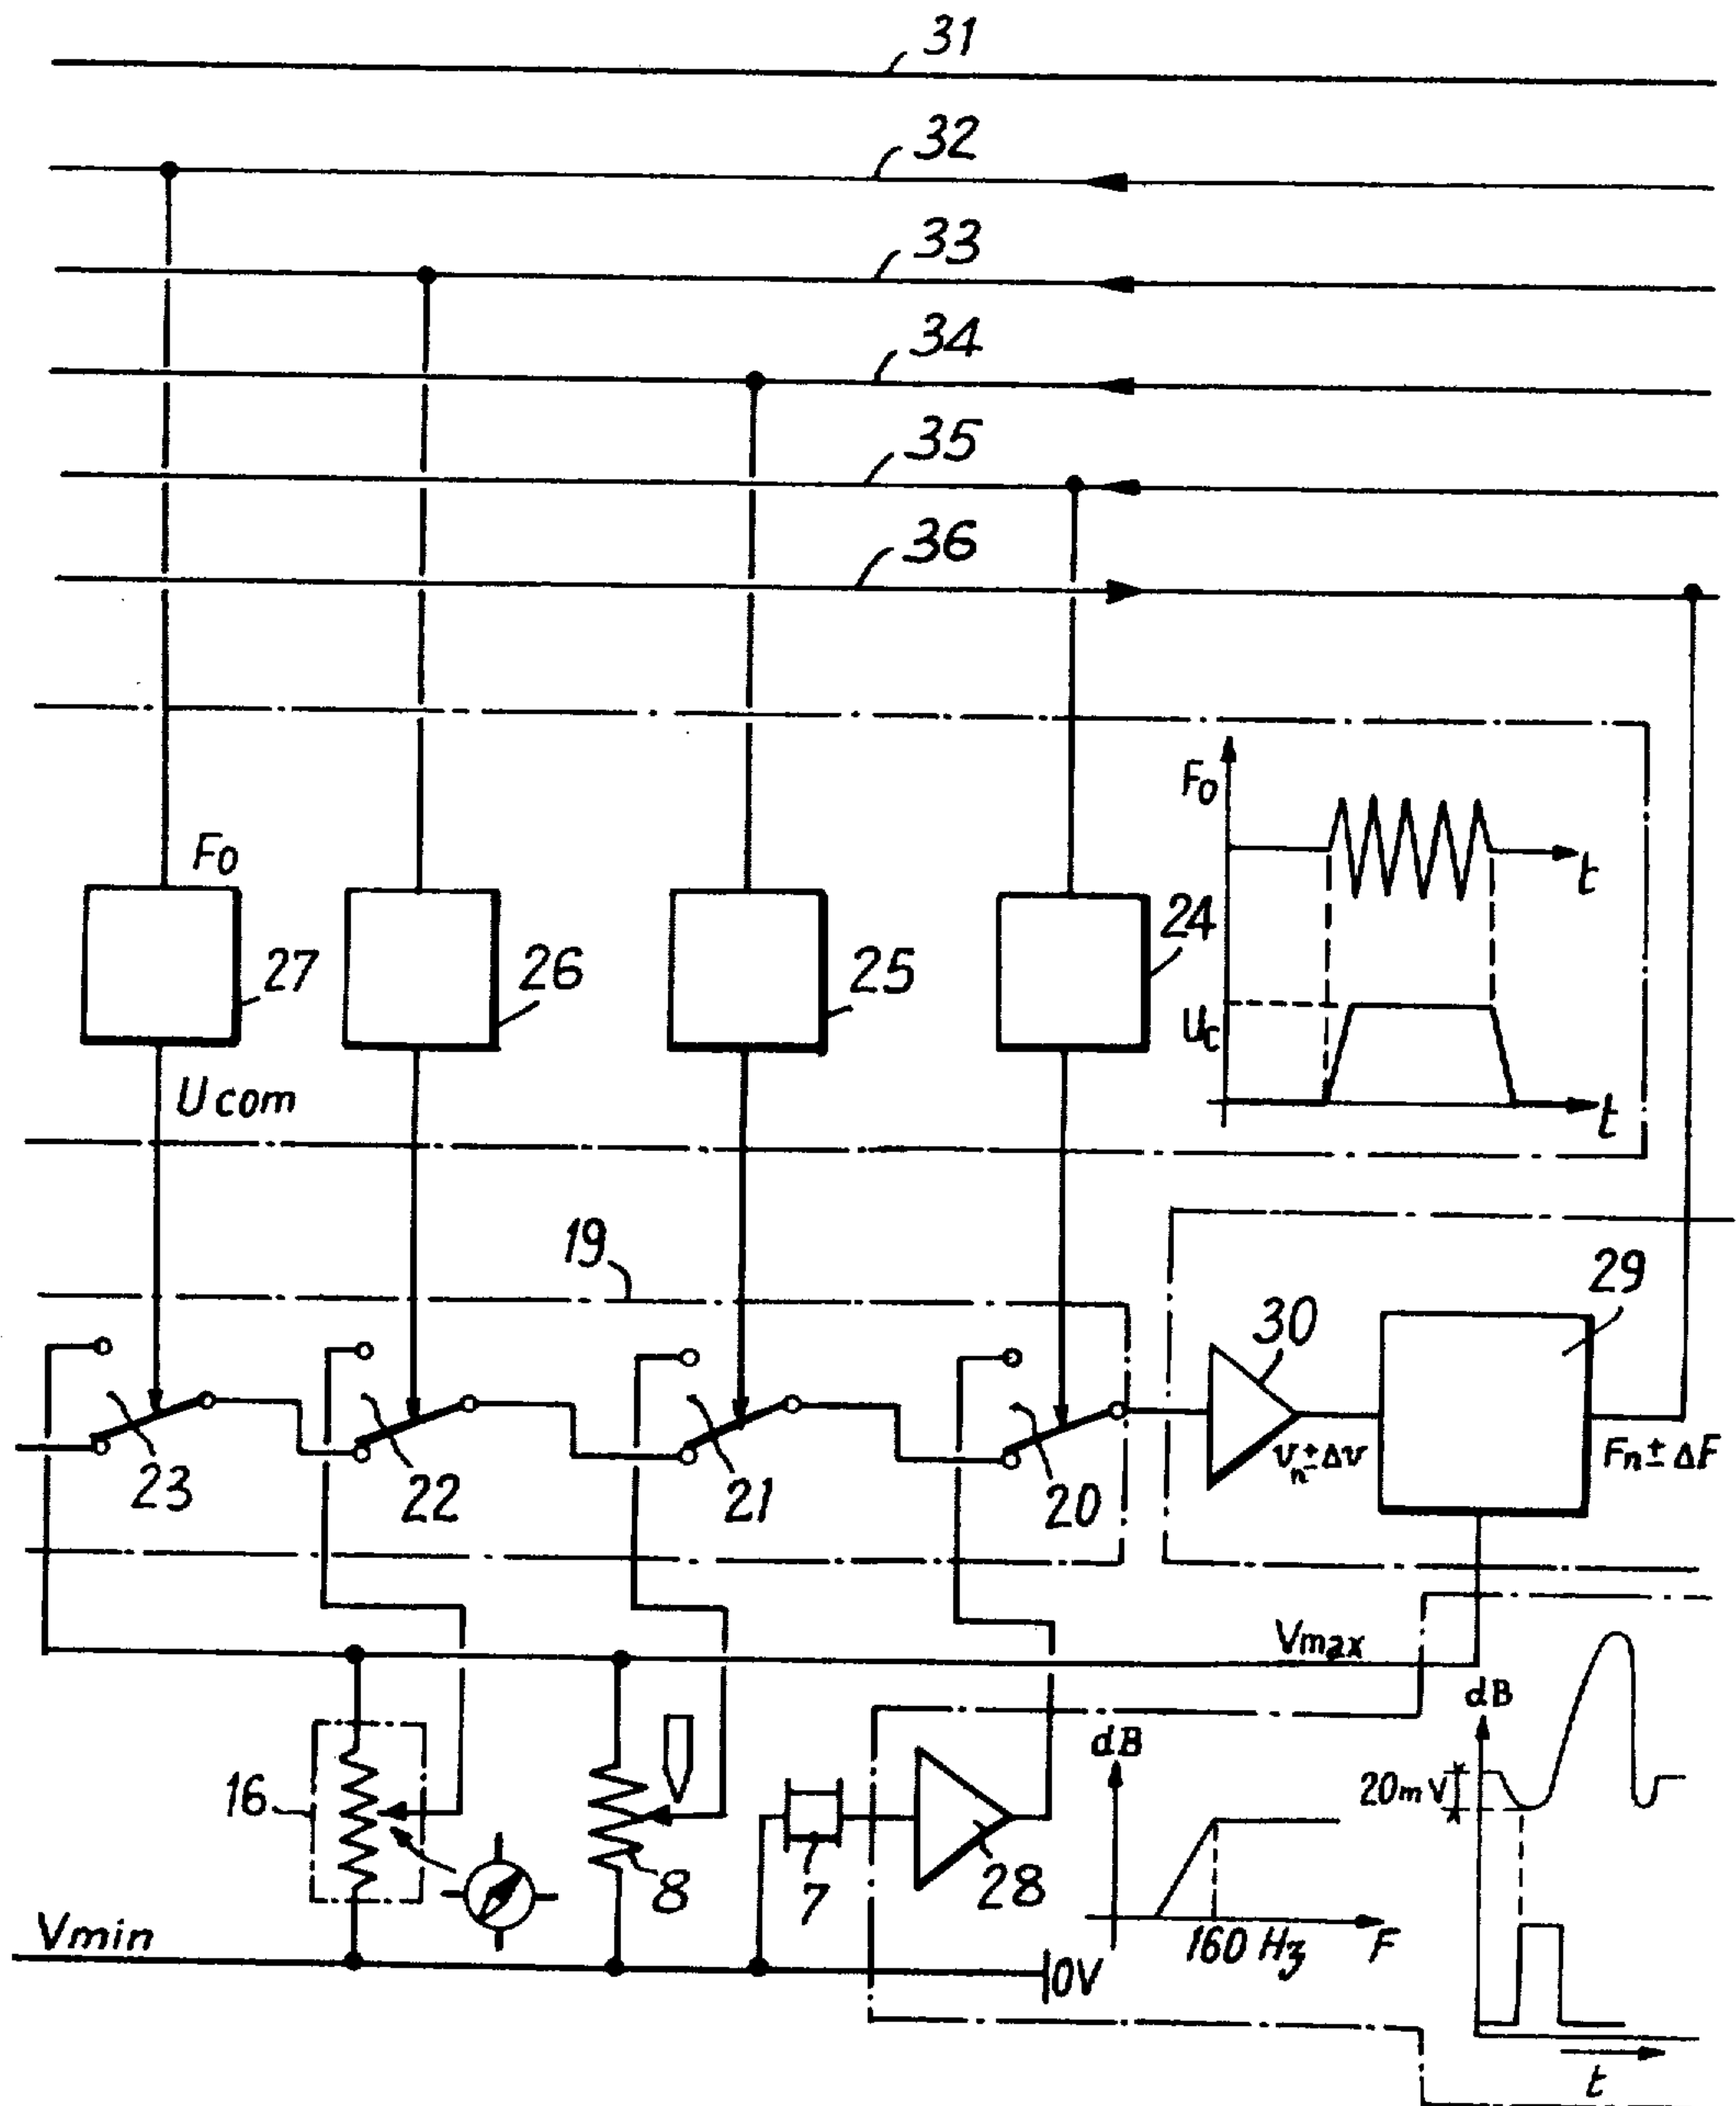 31
32
33
34
35
36
F0
t
F0
27
26
25
24
Uc
t
Ucom
19
29
30
23
22
21
20
Vn ± Δv
Fn ± ΔF
Vmax
dB
dB
20mV
16
8
7
28
Vmin
0V
160 Hz
F
t